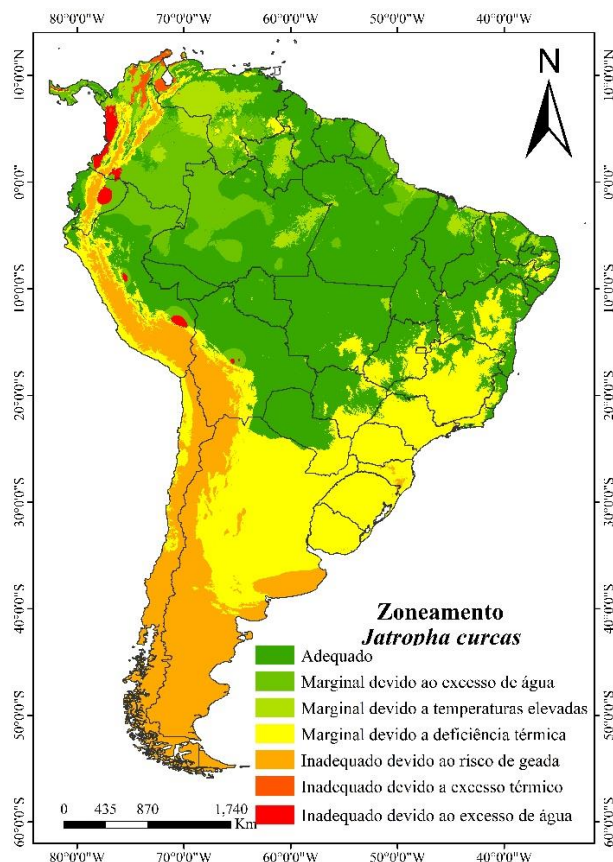 80°0'0"W 70°0'0"W 60°0'0"W 50°0'0"W 40°0'0"W
10°0'0"N
0°0'0"S
10°0'0"S
20°0'0"S
30°0'0"S
40°0'0"S
50°0'0"S
60°0'0"S
N
10°0'0"N
0°0'0"S
10°0'0"S
20°0'0"S
30°0'0"S
40°0'0"S
50°0'0"S
60°0'0"S
Zoneamento
Jatropha curcas
Adequado
Marginal devido ao excesso de água
Marginal devido a temperaturas elevadas
Marginal devido a deficiência térmica
Inadequado devido ao risco de geada
Inadequado devido a excesso térmico
Inadequado devido ao excesso de água
0 435 870 1,740
Km
80°0'0"W 70°0'0"W 60°0'0"W 50°0'0"W 40°0'0"W